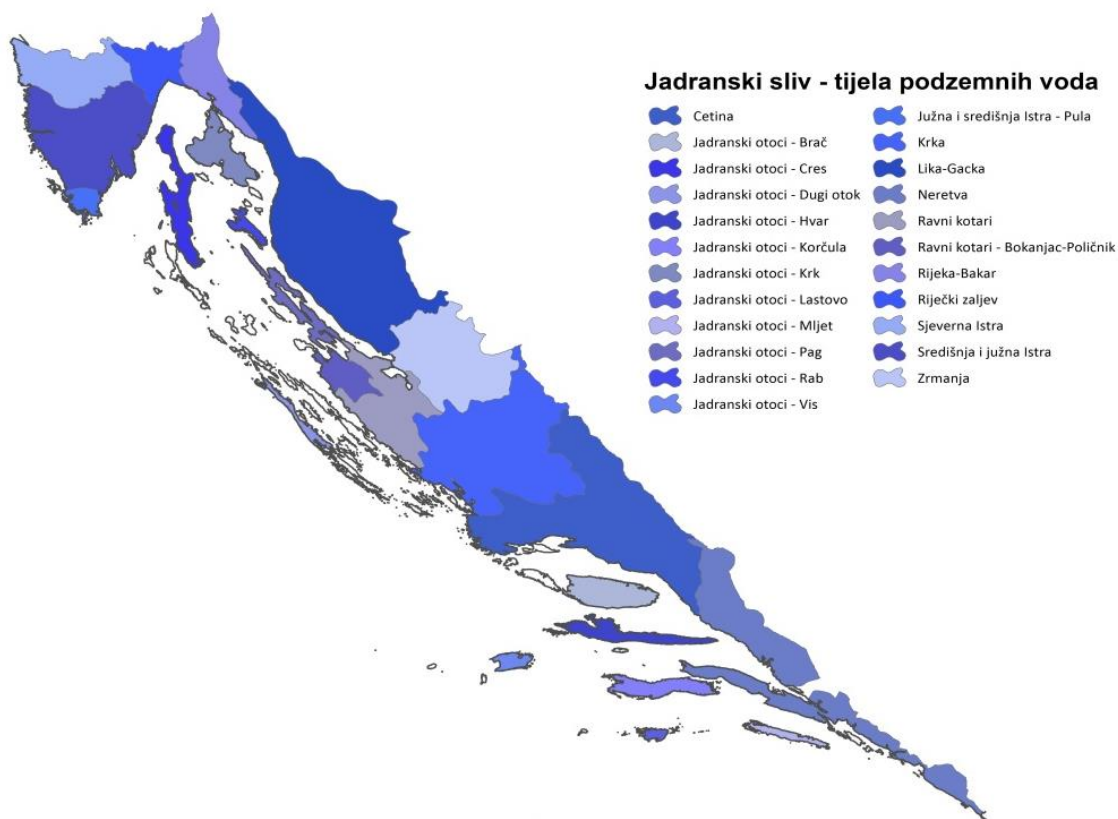 Jadranski sliv - tijela podzemnih voda
Cetina
Jadranski otoci - Brač
Jadranski otoci - Cres
Jadranski otoci - Dugi otok
Jadranski otoci - Hvar
Jadranski otoci - Korčula
Jadranski otoci - Krk
Jadranski otoci - Lastovo
Jadranski otoci - Mljet
Jadranski otoci - Pag
Jadranski otoci - Rab
Jadranski otoci - Vis
Južna i središnja Istra - Pula
Krka
Lika-Gacka
Neretva
Ravni kotari
Ravni kotari - Bokanjac-Poličnik
Rijeka-Bakar
Riječki zaljev
Sjeverna Istra
Središnja i južna Istra
Zrmanja